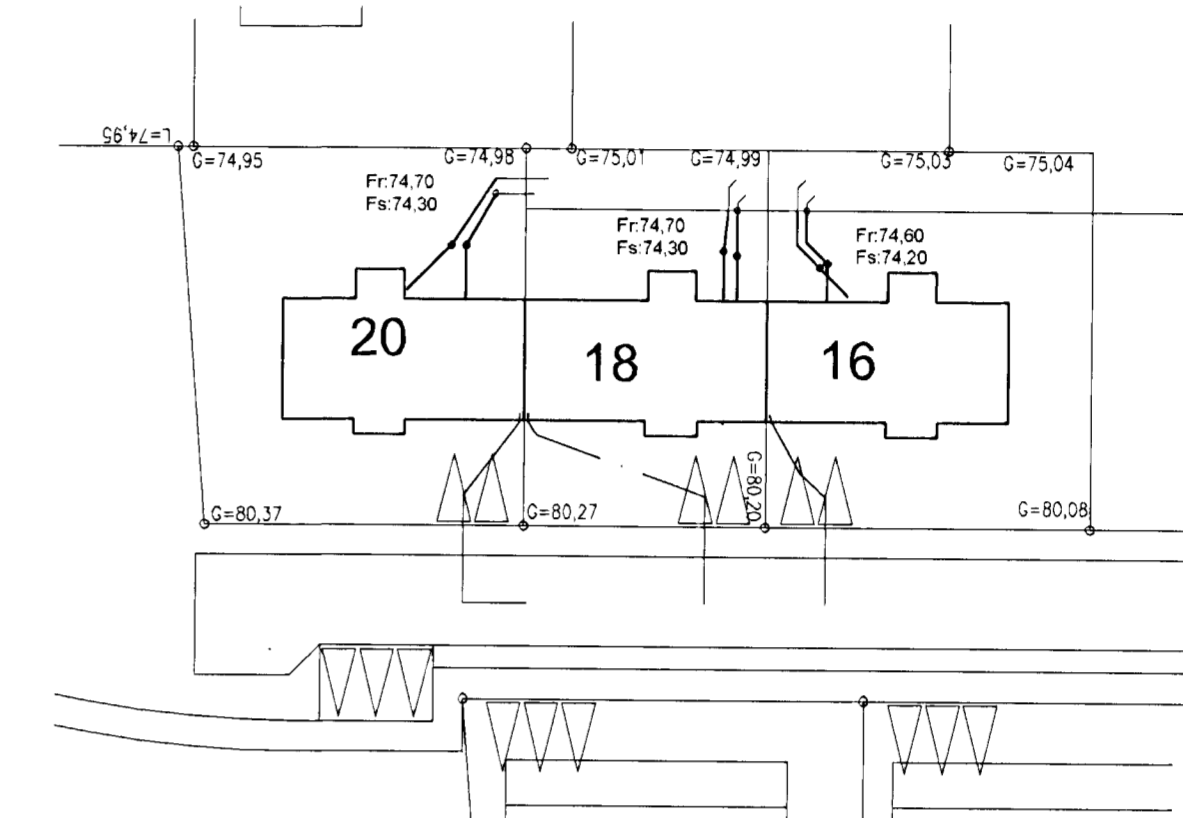 L=74,95
G=74,95
G=74,98
G=75,01
G=74,99
G=75,03
G=75,04
Fr:74,70
Fs:74,30
Fr:74,70
Fs:74,30
Fr:74,60
Fs:74,20
20
18
16
G=80,37
G=80,27
G=80,20
G=80,08